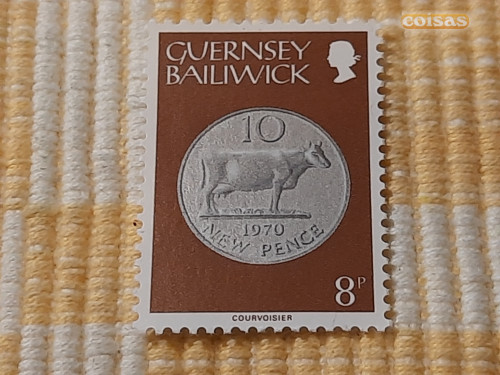 coisas
GUERNSEY
BAILIWICK
10
1970
NEW PENCE
8P
COURVOISIER